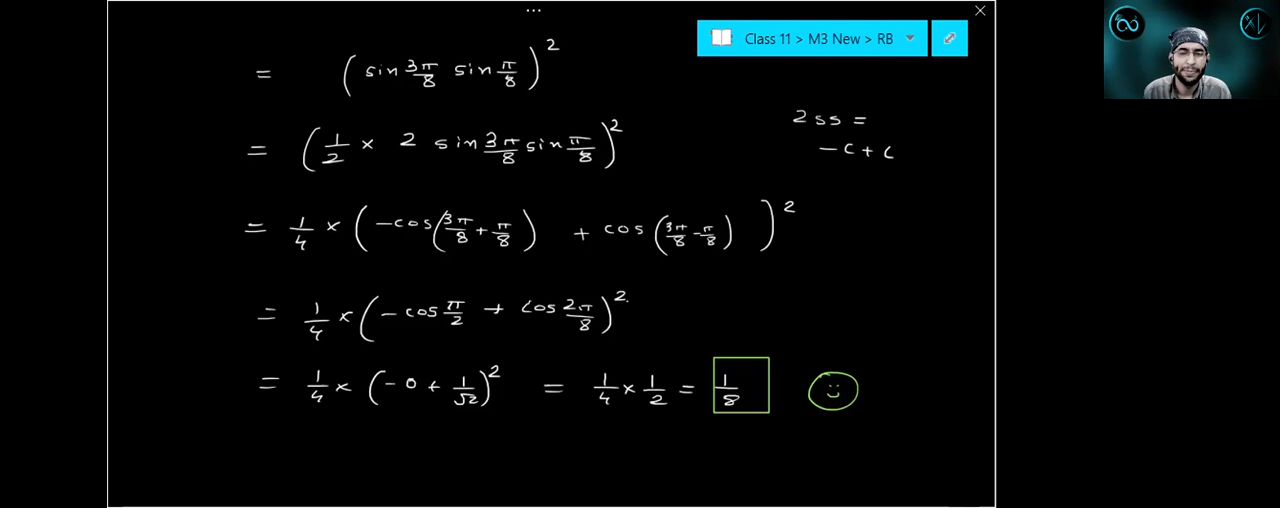 ...
Class 11 > M3 New > RB
= (sin 3π/8 sin π/8)²
2ss =
-c + c
= (1/2 × 2 sin 3π/8 sin π/8)²
= 1/4 × (-cos(3π/8 + π/8) + cos(3π/8 - π/8))²
= 1/4 × (-cos π/2 + cos 2π/8)²
= 1/4 × (-0 + 1/√2)² = 1/4 × 1/2 = 1/8